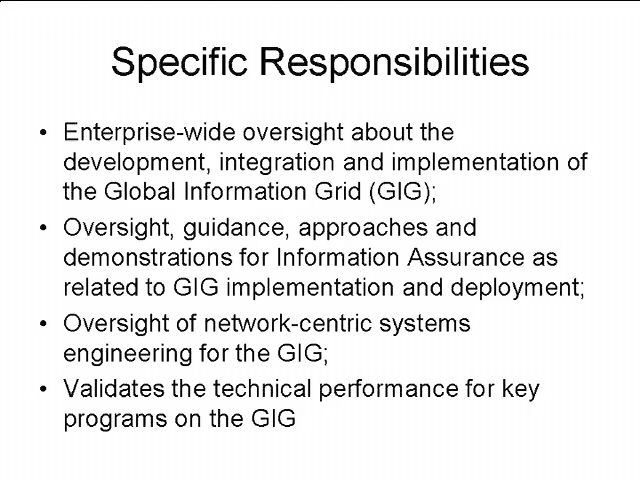 Specific Responsibilities
• Enterprise-wide oversight about the
development, integration and implementation of
the Global Information Grid (GIG);
• Oversight, guidance, approaches and
demonstrations for Information Assurance as
related to GIG implementation and deployment;
• Oversight of network-centric systems
engineering for the GIG;
• Validates the technical performance for key
programs on the GIG